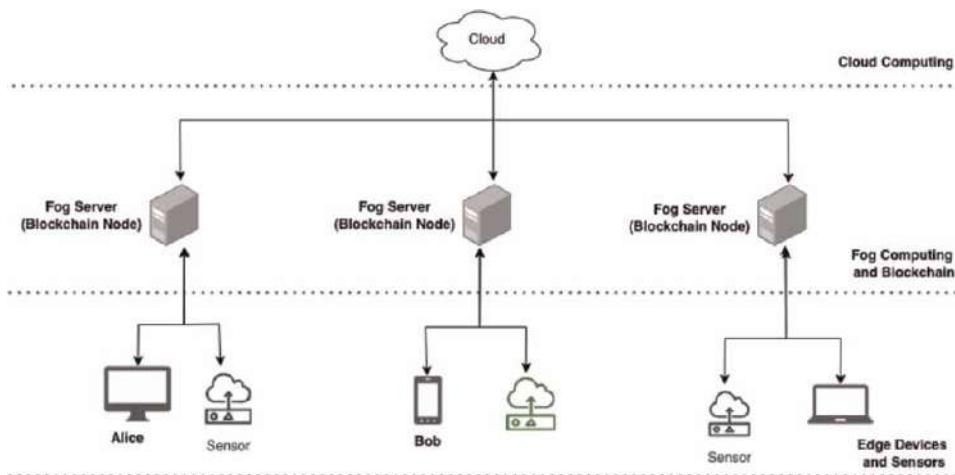 Cloud
Cloud Computing
Fog Server
(Blockchain Node)
Fog Server
(Blockchain Node)
Fog Server
(Blockchain Node)
Fog Computing
and Blockchain
Alice
Sensor
Bob
Sensor
Edge Devices
and Sensors